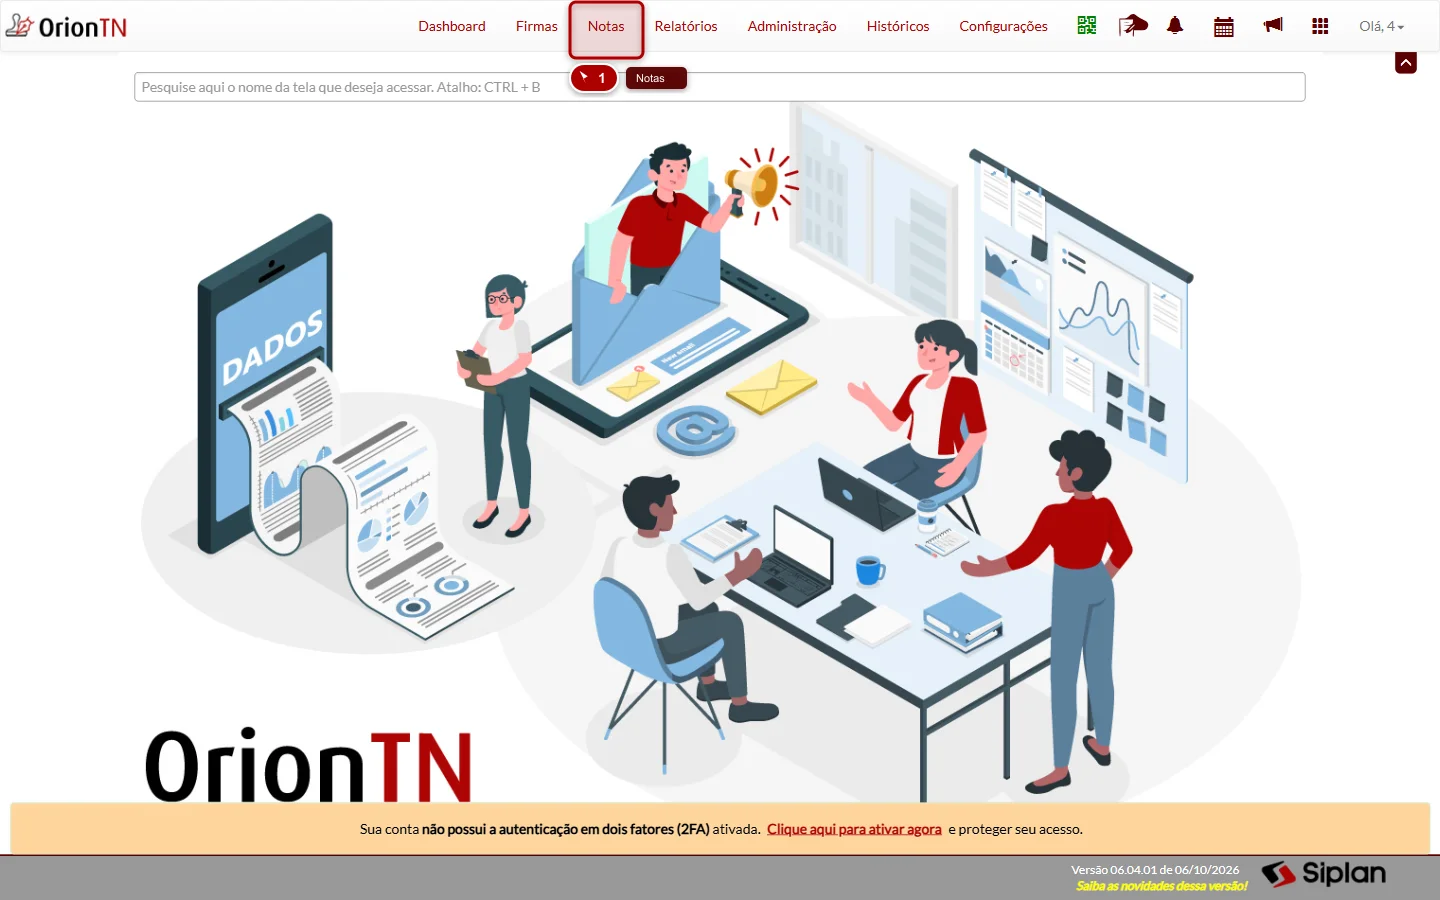 OrionTN
Dashboard
Firmas
Notas
Relatórios
Administração
Históricos
Configurações
Olá, 4
1
Notas
Pesquise aqui o nome da tela que deseja acessar. Atalho: CTRL + B
DADOS
New email
@
OrionTN
Sua conta não possui a autenticação em dois fatores (2FA) ativada. Clique aqui para ativar agora e proteger seu acesso.
Versão 06.04.01 de 06/10/2026
Saiba as novidades dessa versão!
Siplan